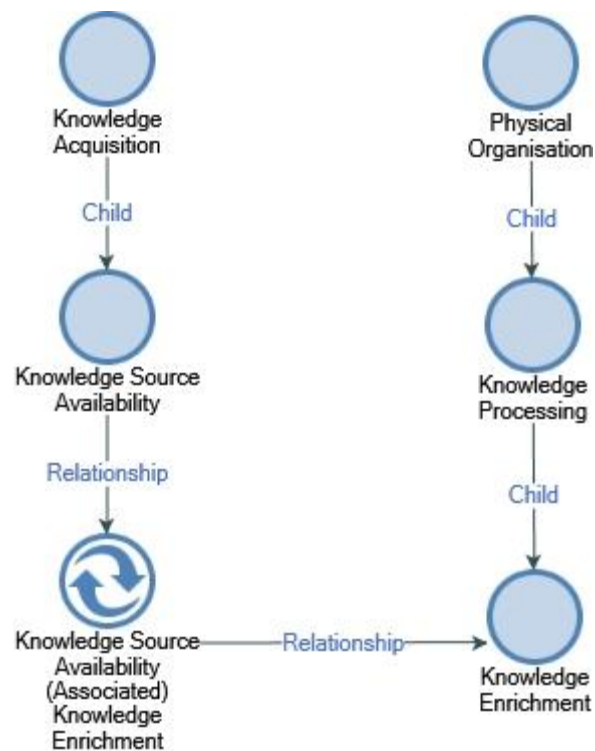 Knowledge
Acquisition
Physical
Organisation
Child
Child
Knowledge Source
Availability
Knowledge
Processing
Relationship
Child
Knowledge Source
Availability
(Associated)
Knowledge
Enrichment
Relationship
Knowledge
Enrichment